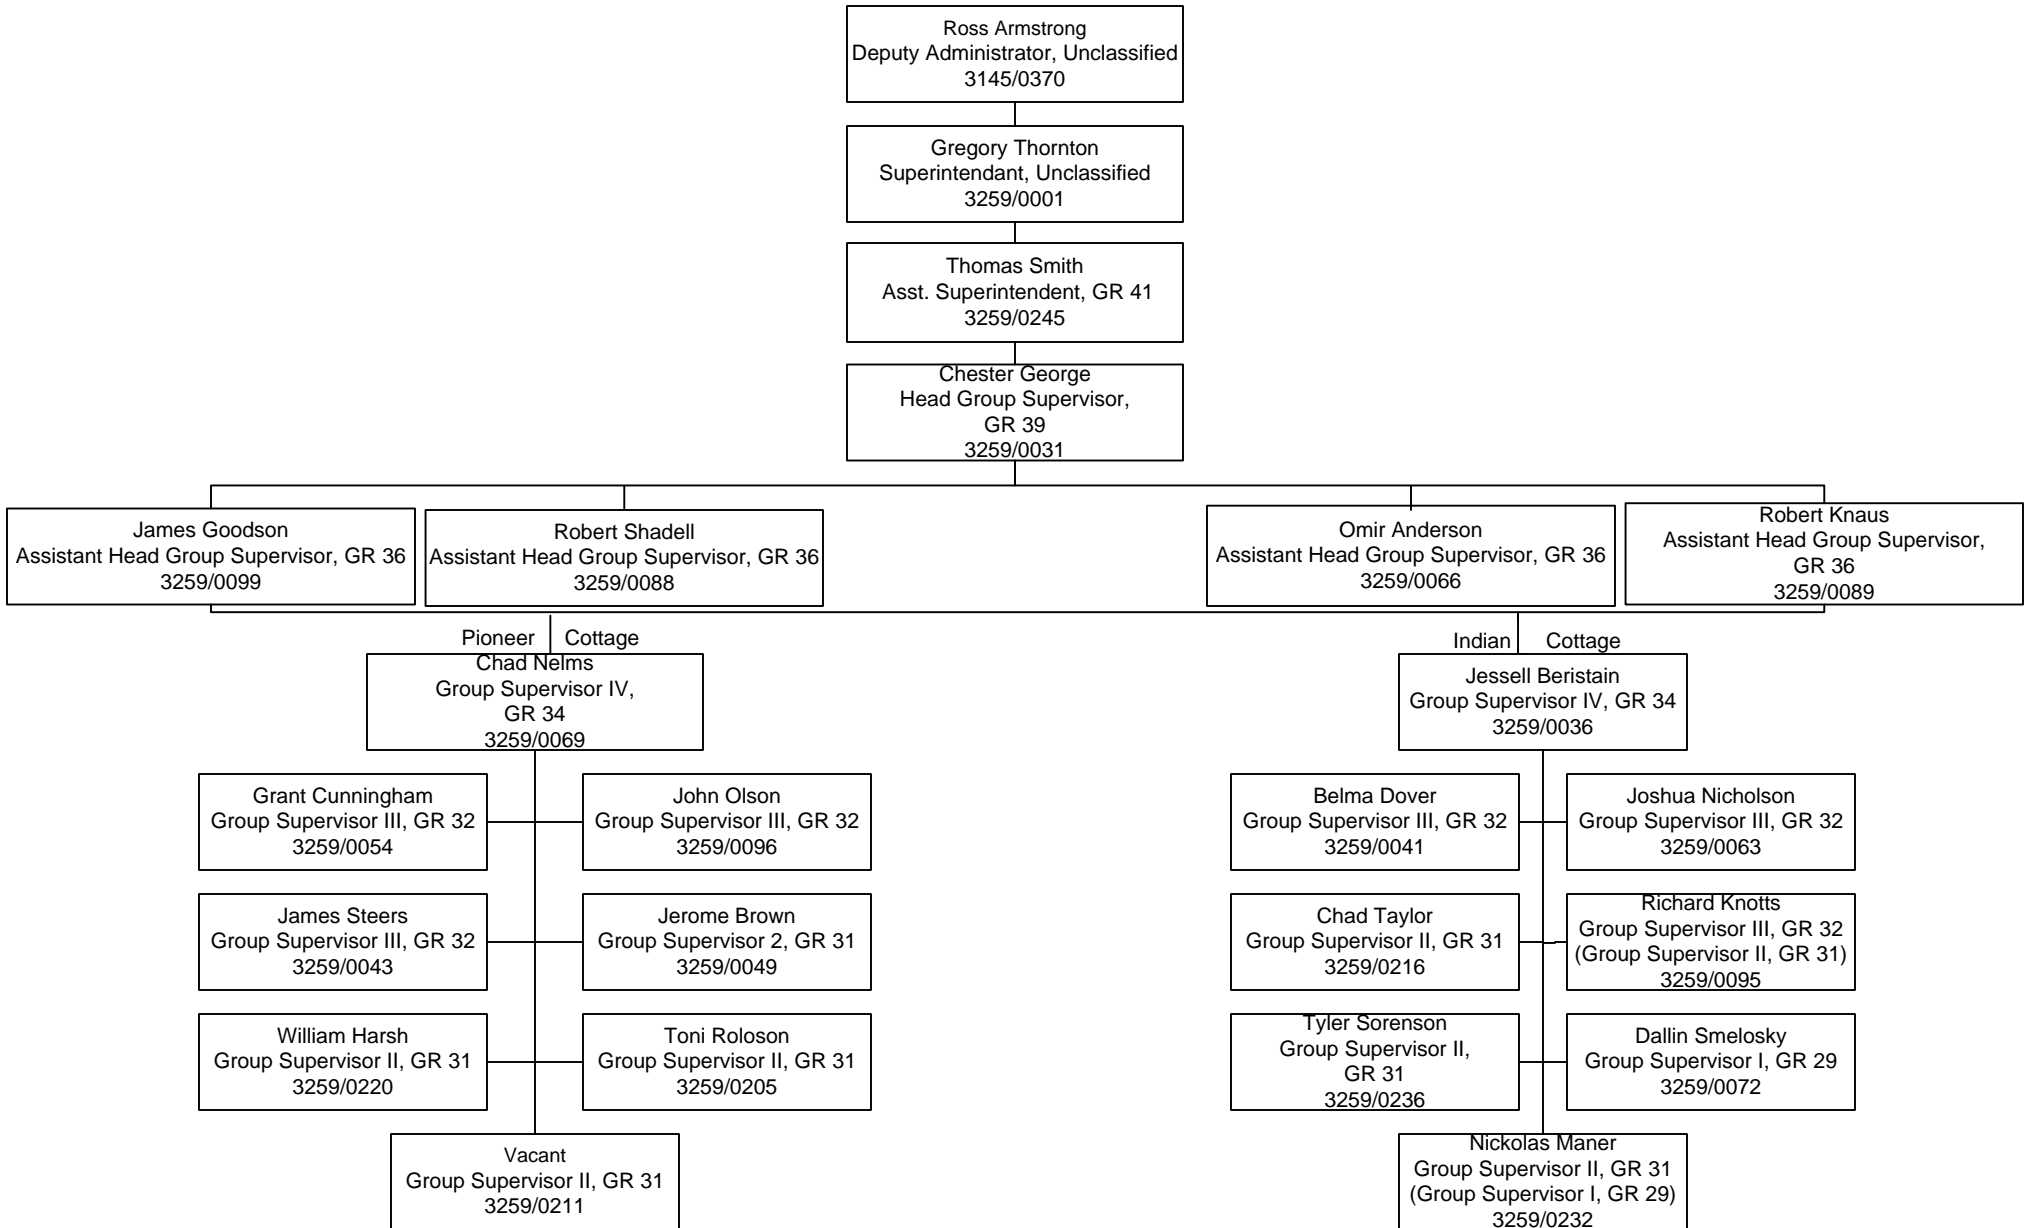 Ross Armstrong
Deputy Administrator, Unclassified
3145/0370
Gregory Thornton
Superintendant, Unclassified
3259/0001
Thomas Smith
Asst. Superintendent, GR 41
3259/0245
Chester George
Head Group Supervisor,
GR 39
3259/0031
James Goodson
Assistant Head Group Supervisor, GR 36
3259/0099
Robert Shadell
Assistant Head Group Supervisor, GR 36
3259/0088
Omir Anderson
Assistant Head Group Supervisor, GR 36
3259/0066
Robert Knaus
Assistant Head Group Supervisor,
GR 36
3259/0089
Pioneer Cottage
Chad Nelms
Group Supervisor IV,
GR 34
3259/0069
Grant Cunningham
Group Supervisor III, GR 32
3259/0054
John Olson
Group Supervisor III, GR 32
3259/0096
James Steers
Group Supervisor III, GR 32
3259/0043
Jerome Brown
Group Supervisor 2, GR 31
3259/0049
William Harsh
Group Supervisor II, GR 31
3259/0220
Toni Roloson
Group Supervisor II, GR 31
3259/0205
Vacant
Group Supervisor II, GR 31
3259/0211
Indian Cottage
Jessell Beristain
Group Supervisor IV, GR 34
3259/0036
Belma Dover
Group Supervisor III, GR 32
3259/0041
Joshua Nicholson
Group Supervisor III, GR 32
3259/0063
Chad Taylor
Group Supervisor II, GR 31
3259/0216
Richard Knotts
Group Supervisor III, GR 32
(Group Supervisor II, GR 31)
3259/0095
Tyler Sorenson
Group Supervisor II,
GR 31
3259/0236
Dallin Smelosky
Group Supervisor I, GR 29
3259/0072
Nickolas Maner
Group Supervisor II, GR 31
(Group Supervisor I, GR 29)
3259/0232